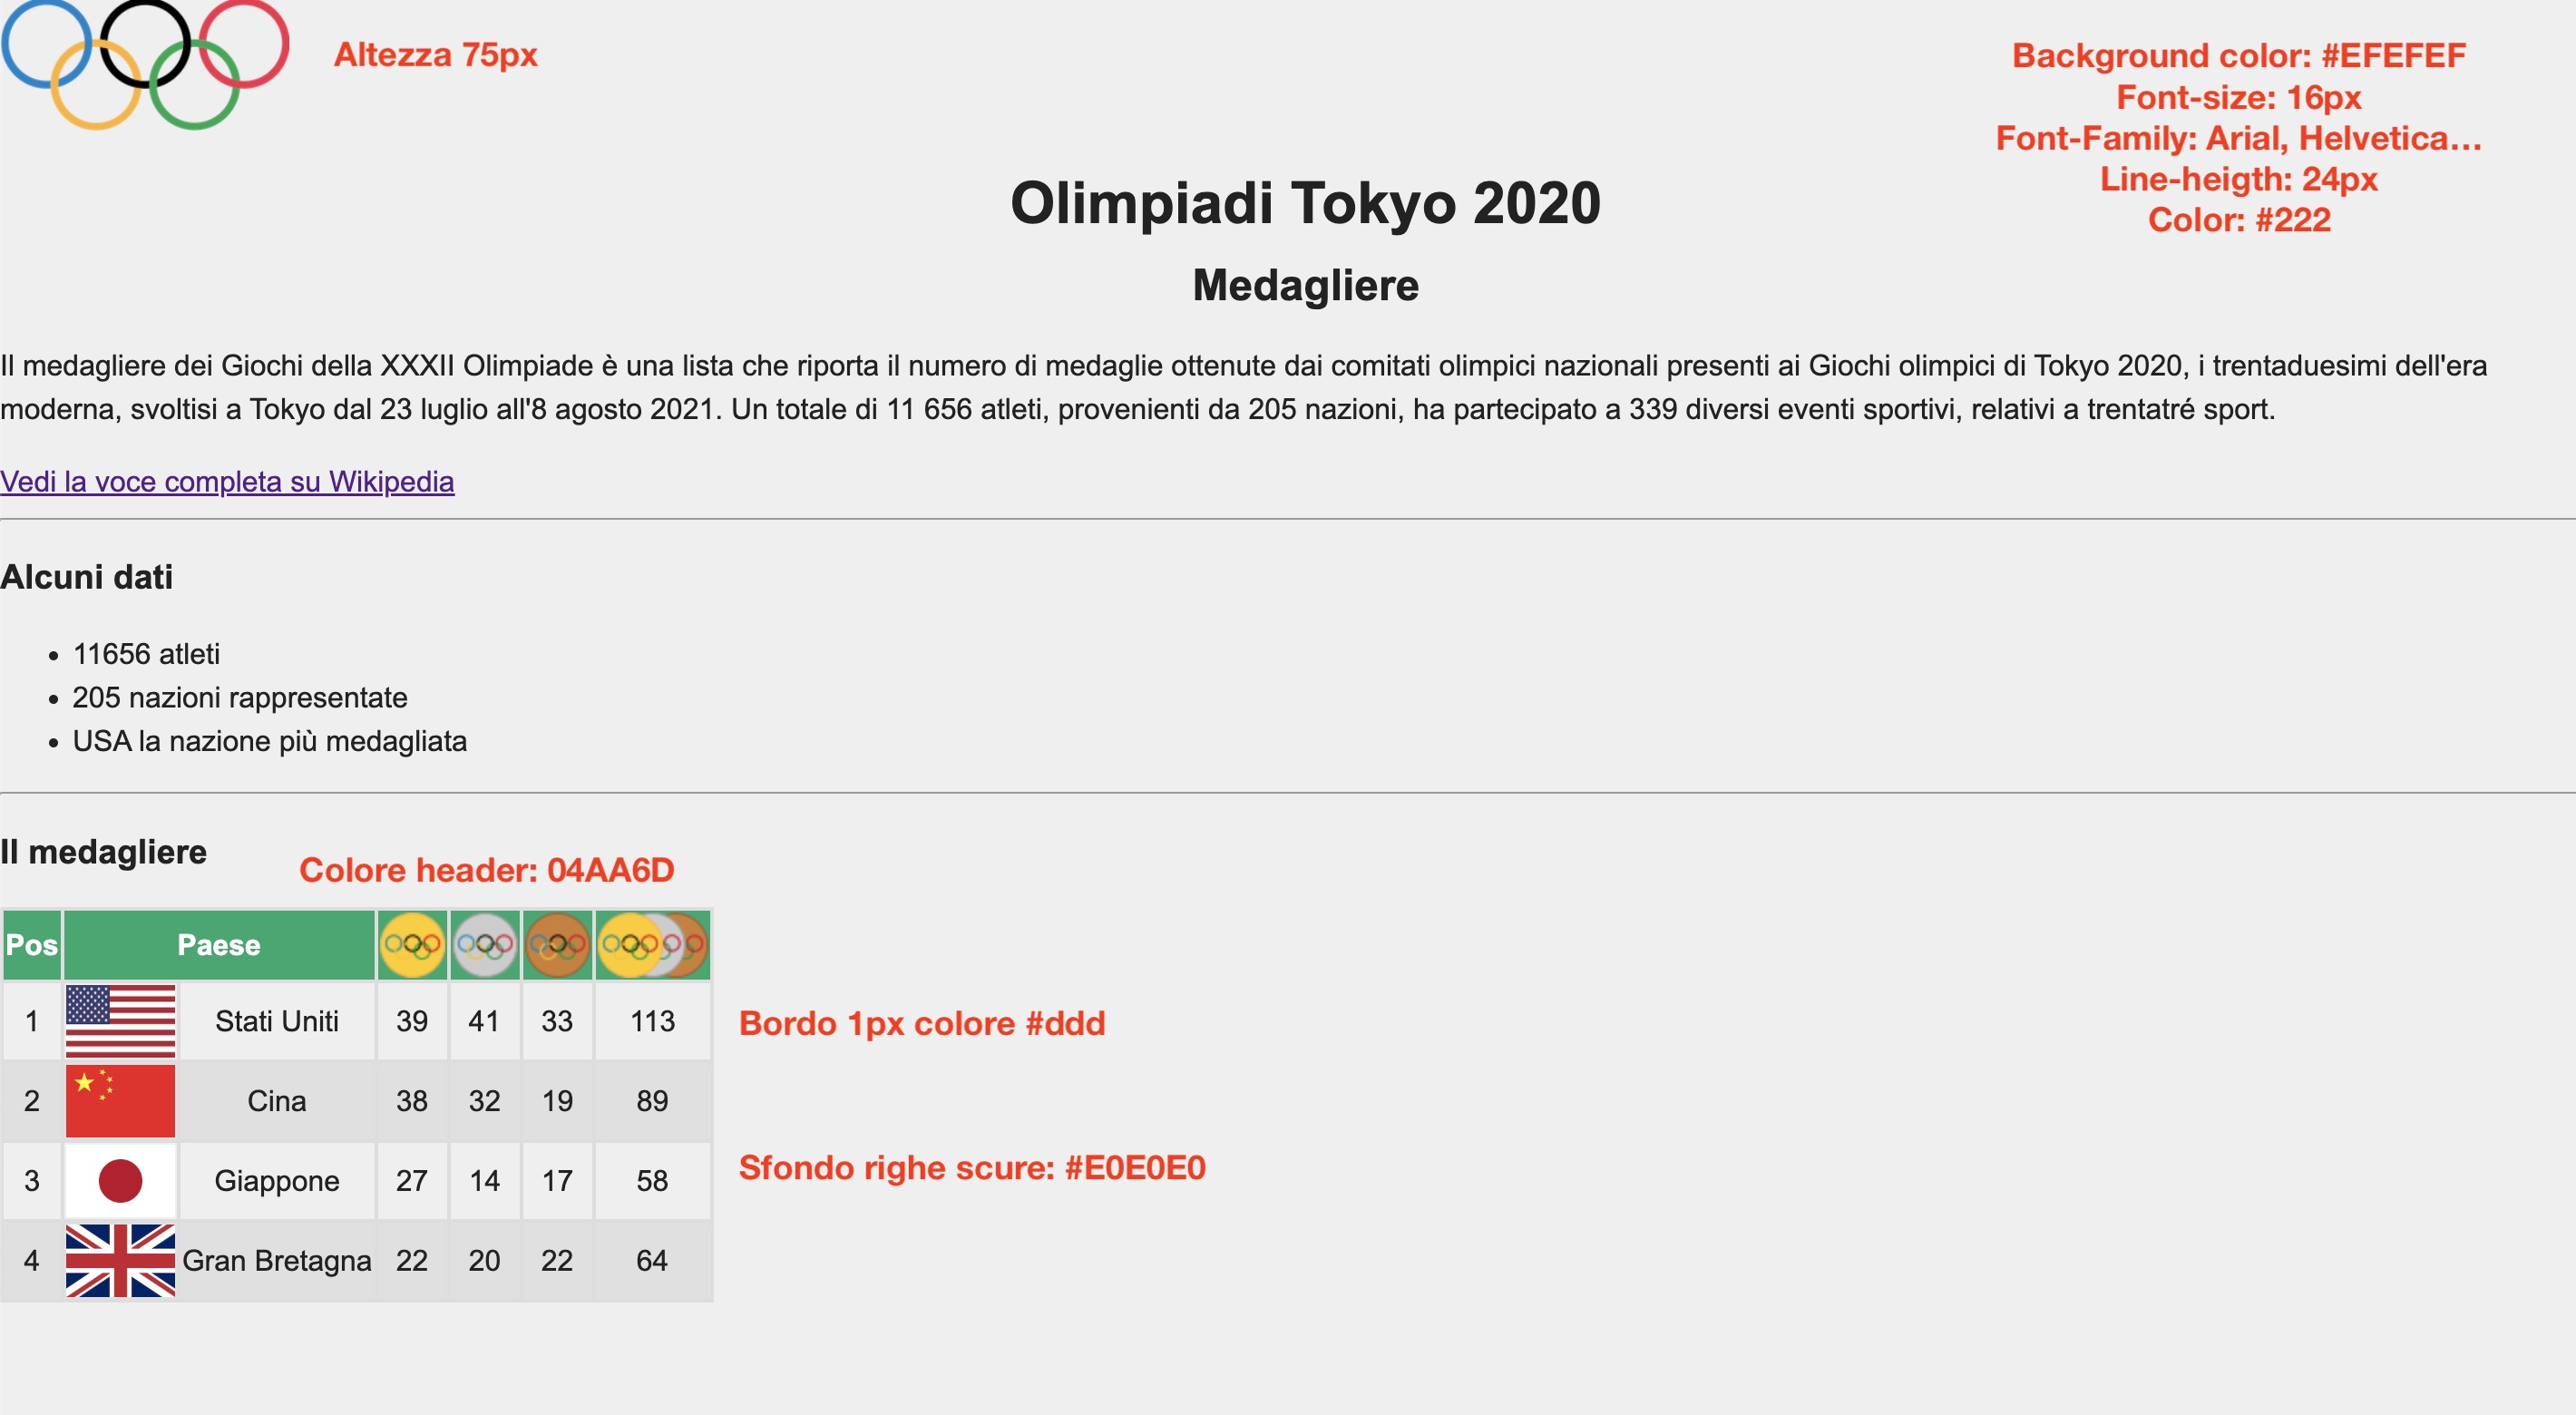 Altezza 75px
Background color: #EFEFEF
Font-size: 16px
Font-Family: Arial, Helvetica...
Line-heigth: 24px
Color: #222
Olimpiadi Tokyo 2020
Medagliere
Il medagliere dei Giochi della XXXII Olimpiade è una lista che riporta il numero di medaglie ottenute dai comitati olimpici nazionali presenti ai Giochi olimpici di Tokyo 2020, i trentaduesimi dell'era
moderna, svoltisi a Tokyo dal 23 luglio all'8 agosto 2021. Un totale di 11 656 atleti, provenienti da 205 nazioni, ha partecipato a 339 diversi eventi sportivi, relativi a trentatré sport.
Vedi la voce completa su Wikipedia
Alcuni dati
• 11656 atleti
• 205 nazioni rappresentate
• USA la nazione più medagliata
Il medagliere
Colore header: 04AA6D
Pos Paese
1 Stati Uniti 39 41 33 113
Bordo 1px colore #ddd
2 Cina 38 32 19 89
3 Giappone 27 14 17 58
Sfondo righe scure: #E0E0E0
4 Gran Bretagna 22 20 22 64